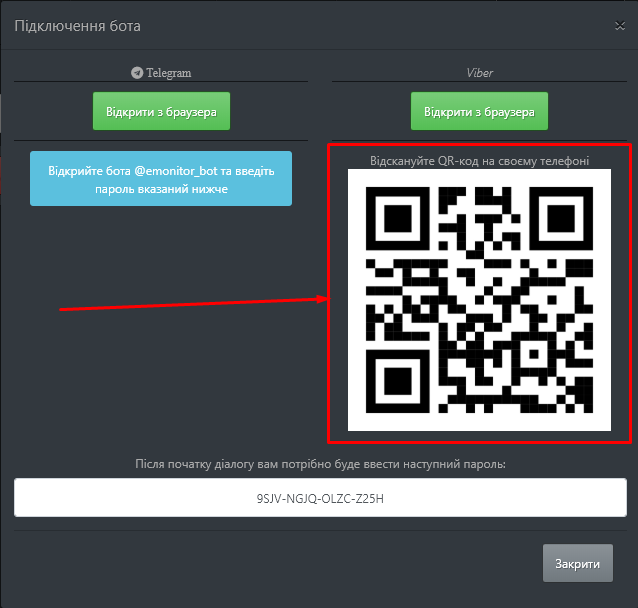 Підключення бота
Telegram
Viber
Відкрити з браузера
Відкрити з браузера
Відкрийте бота @emonitor_bot та введіть
пароль вказаний нижче
Відскануйте QR-код на своєму телефоні
Після початку діалогу вам потрібно буде ввести наступний пароль:
9SJV-NGJQ-OLZC-Z25H
Закрити